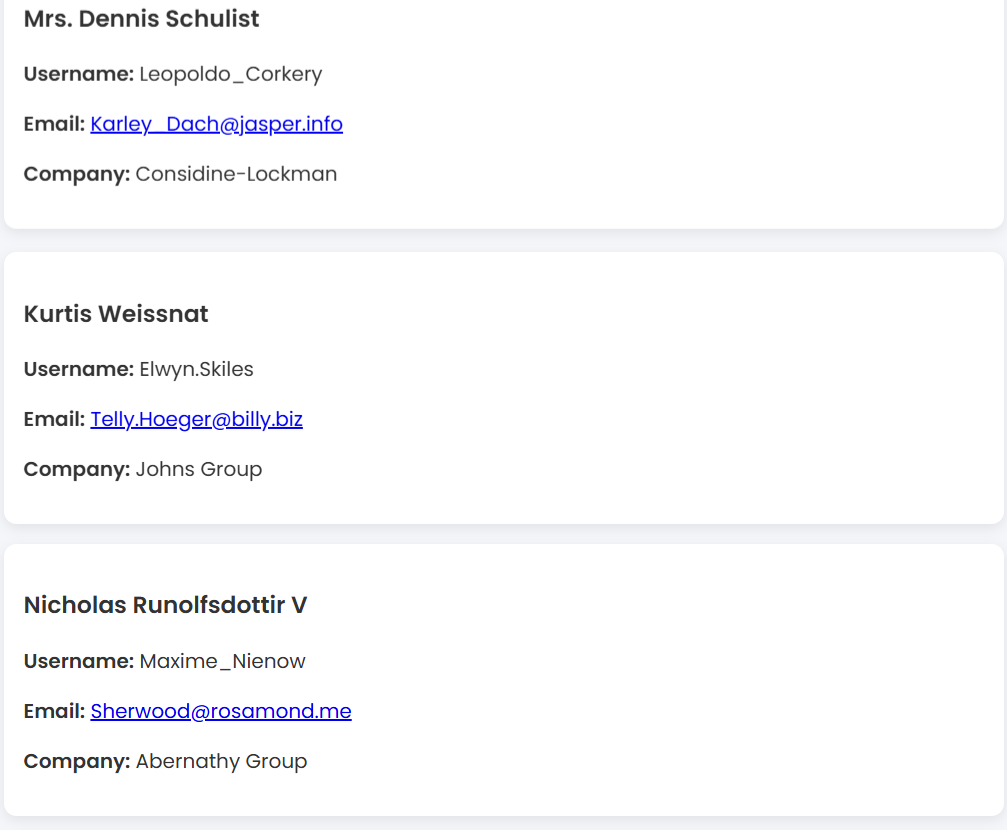 Mrs. Dennis Schulist
Username: Leopoldo_Corkery
Email: Karley_Dach@jasper.info
Company: Considine-Lockman
Kurtis Weissnat
Username: Elwyn.Skiles
Email: Telly.Hoeger@billy.biz
Company: Johns Group
Nicholas Runolfsdottir V
Username: Maxime_Nienow
Email: Sherwood@rosamond.me
Company: Abernathy Group